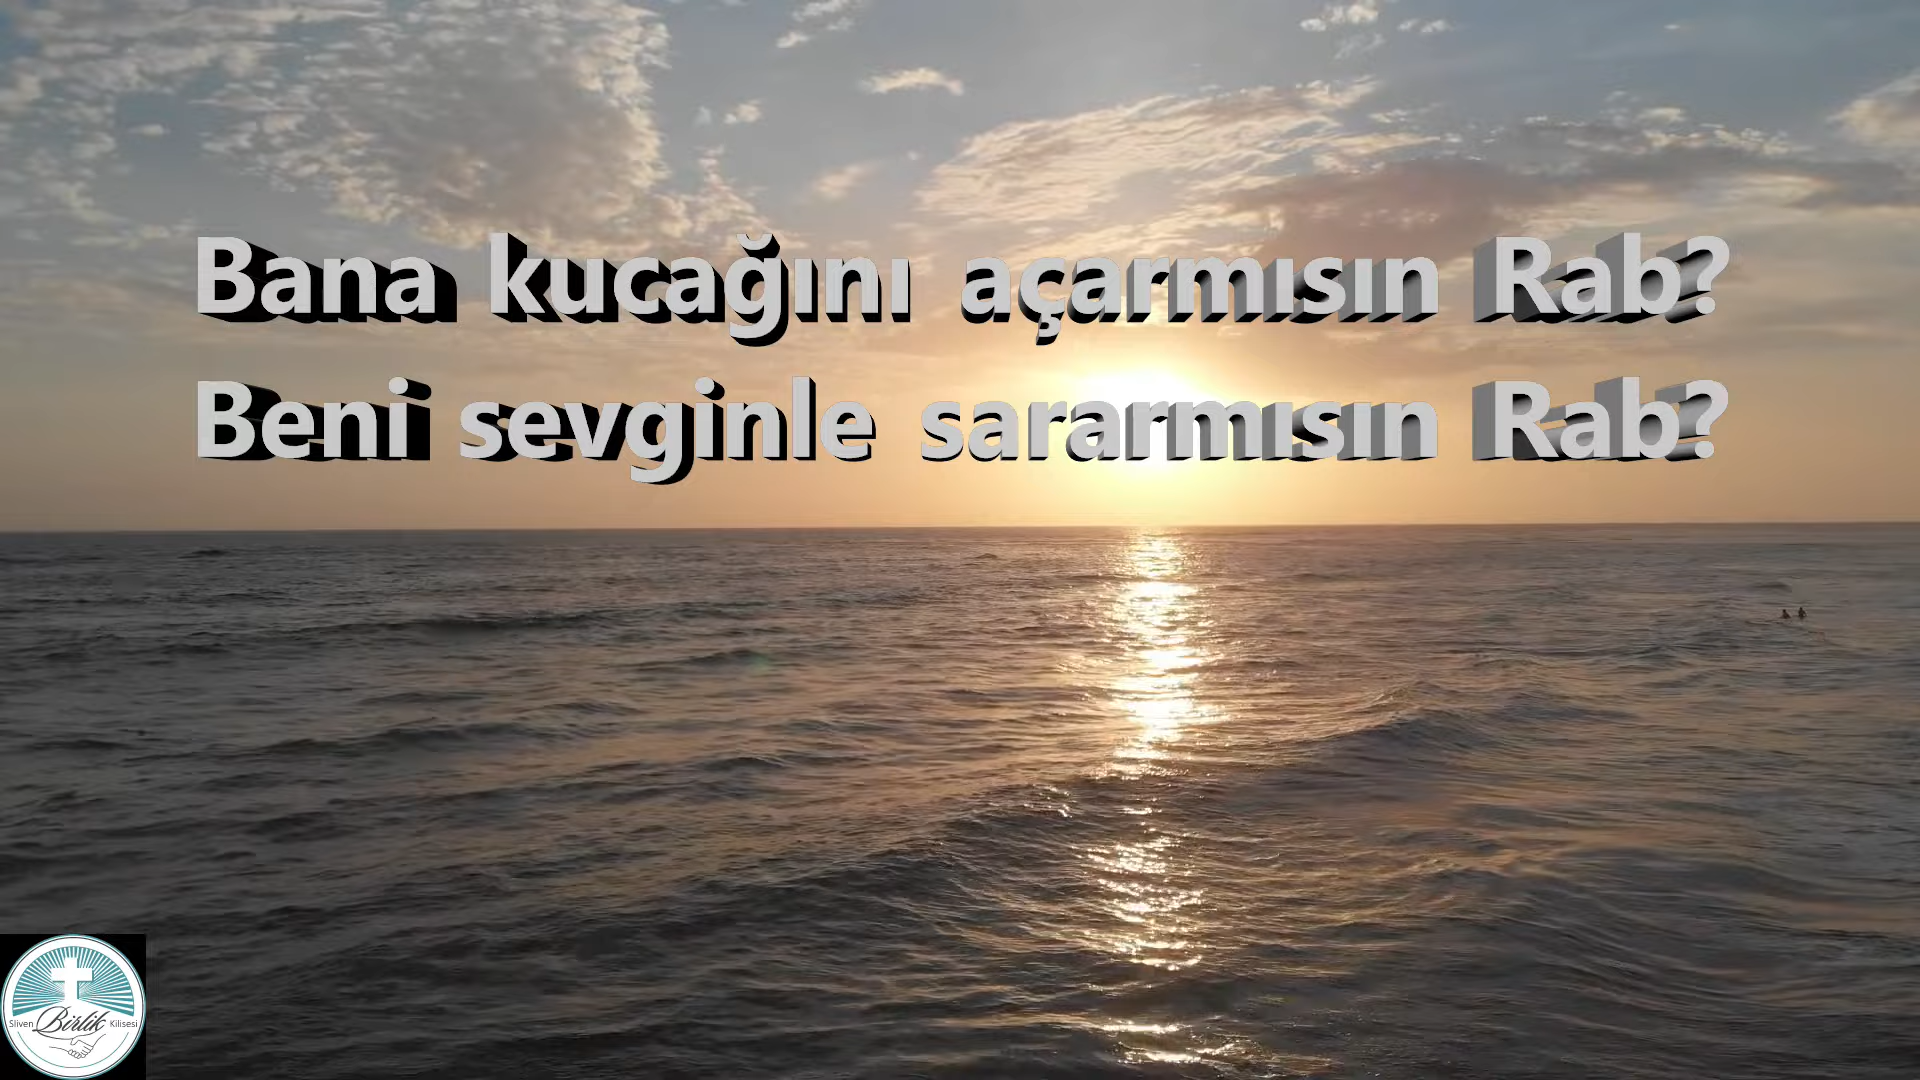 Bana kucağını açarmısın Rab?
Beni sevginle sararmısın Rab?
Sliven Birlik Kilisesi